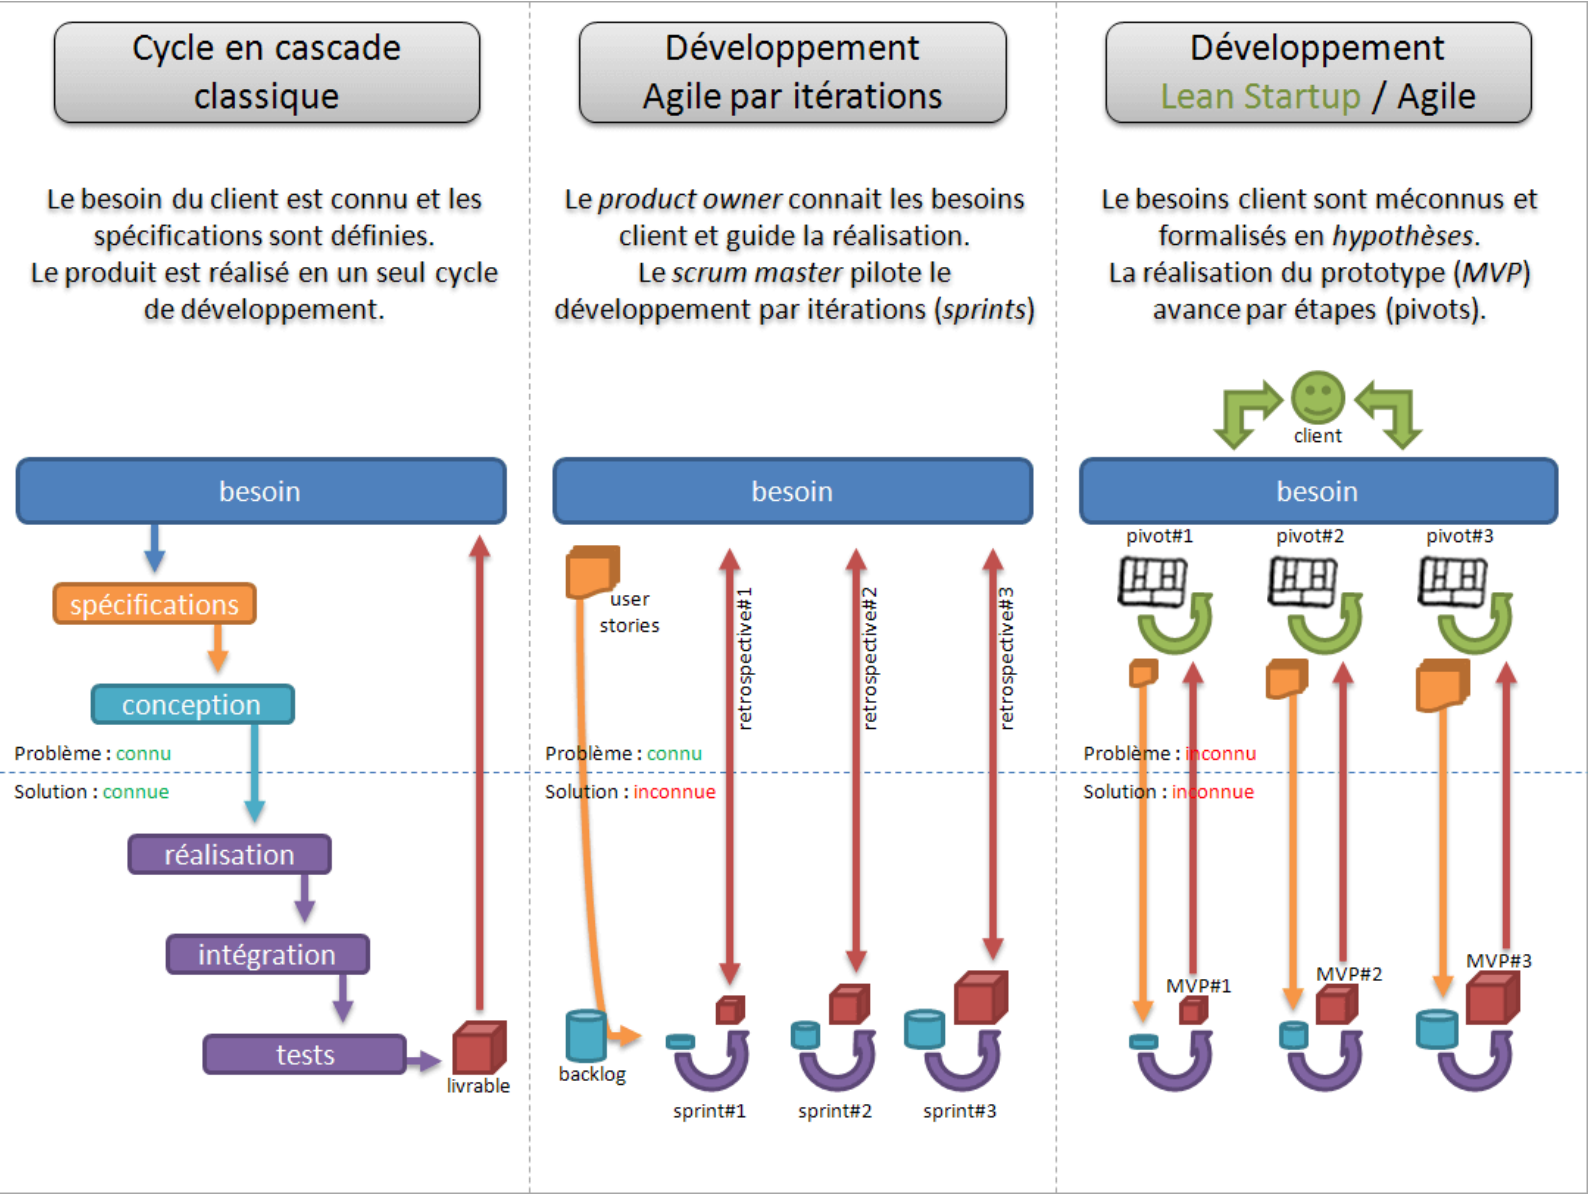 Cycle en cascade
classique
Le besoin du client est connu et les
spécifications sont définies.
Le produit est réalisé en un seul cycle
de développement.
besoin
spécifications
conception
Problème : connu
Solution : connue
réalisation
intégration
tests
livrable
Développement
Agile par itérations
Le product owner connait les besoins
client et guide la réalisation.
Le scrum master pilote le
développement par itérations (sprints)
besoin
user
stories
retrospective#1
retrospective#2
retrospective#3
Problème : connu
Solution : inconnue
backlog
sprint#1
sprint#2
sprint#3
Développement
Lean Startup / Agile
Le besoins client sont méconnus et
formalisés en hypothèses.
La réalisation du prototype (MVP)
avance par étapes (pivots).
client
besoin
pivot#1
pivot#2
pivot#3
Problème : inconnu
Solution : inconnue
MVP#1
MVP#2
MVP#3